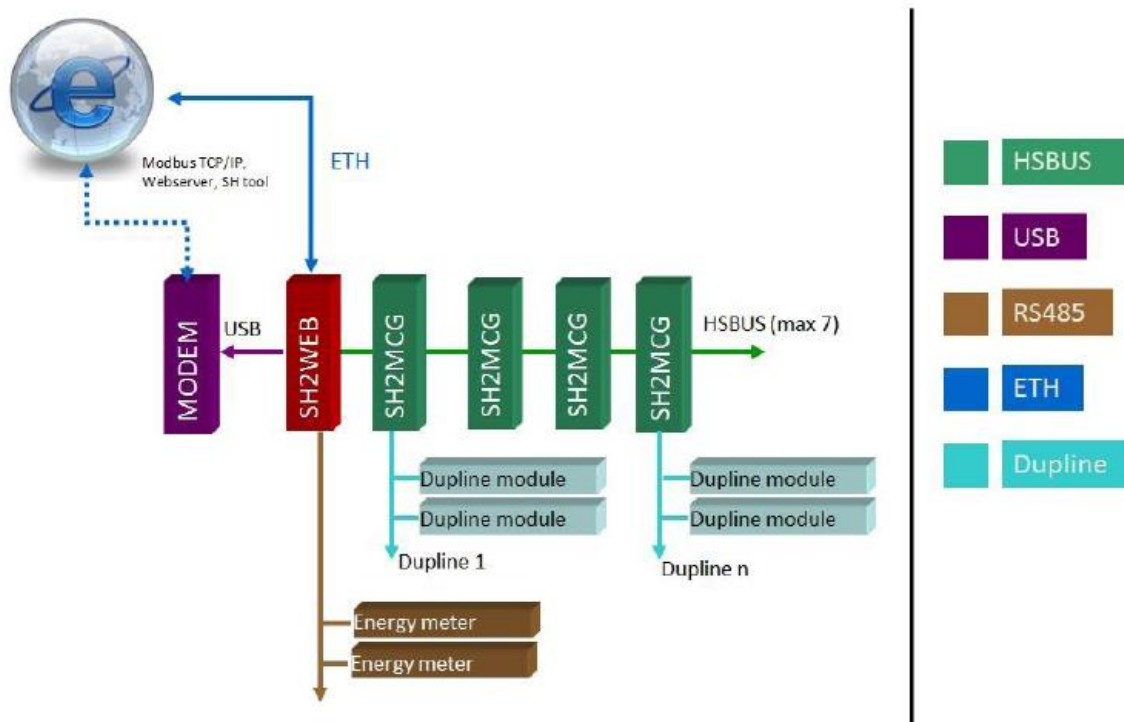 e
Modbus TCP/IP,
Webserver, SH tool
ETH
MODEM
USB
SH2WEB
SH2MCG
SH2MCG
SH2MCG
SH2MCG
HSBUS (max 7)
Dupline module
Dupline module
Dupline 1
Dupline module
Dupline module
Dupline n
Energy meter
Energy meter
HSBUS
USB
RS485
ETH
Dupline